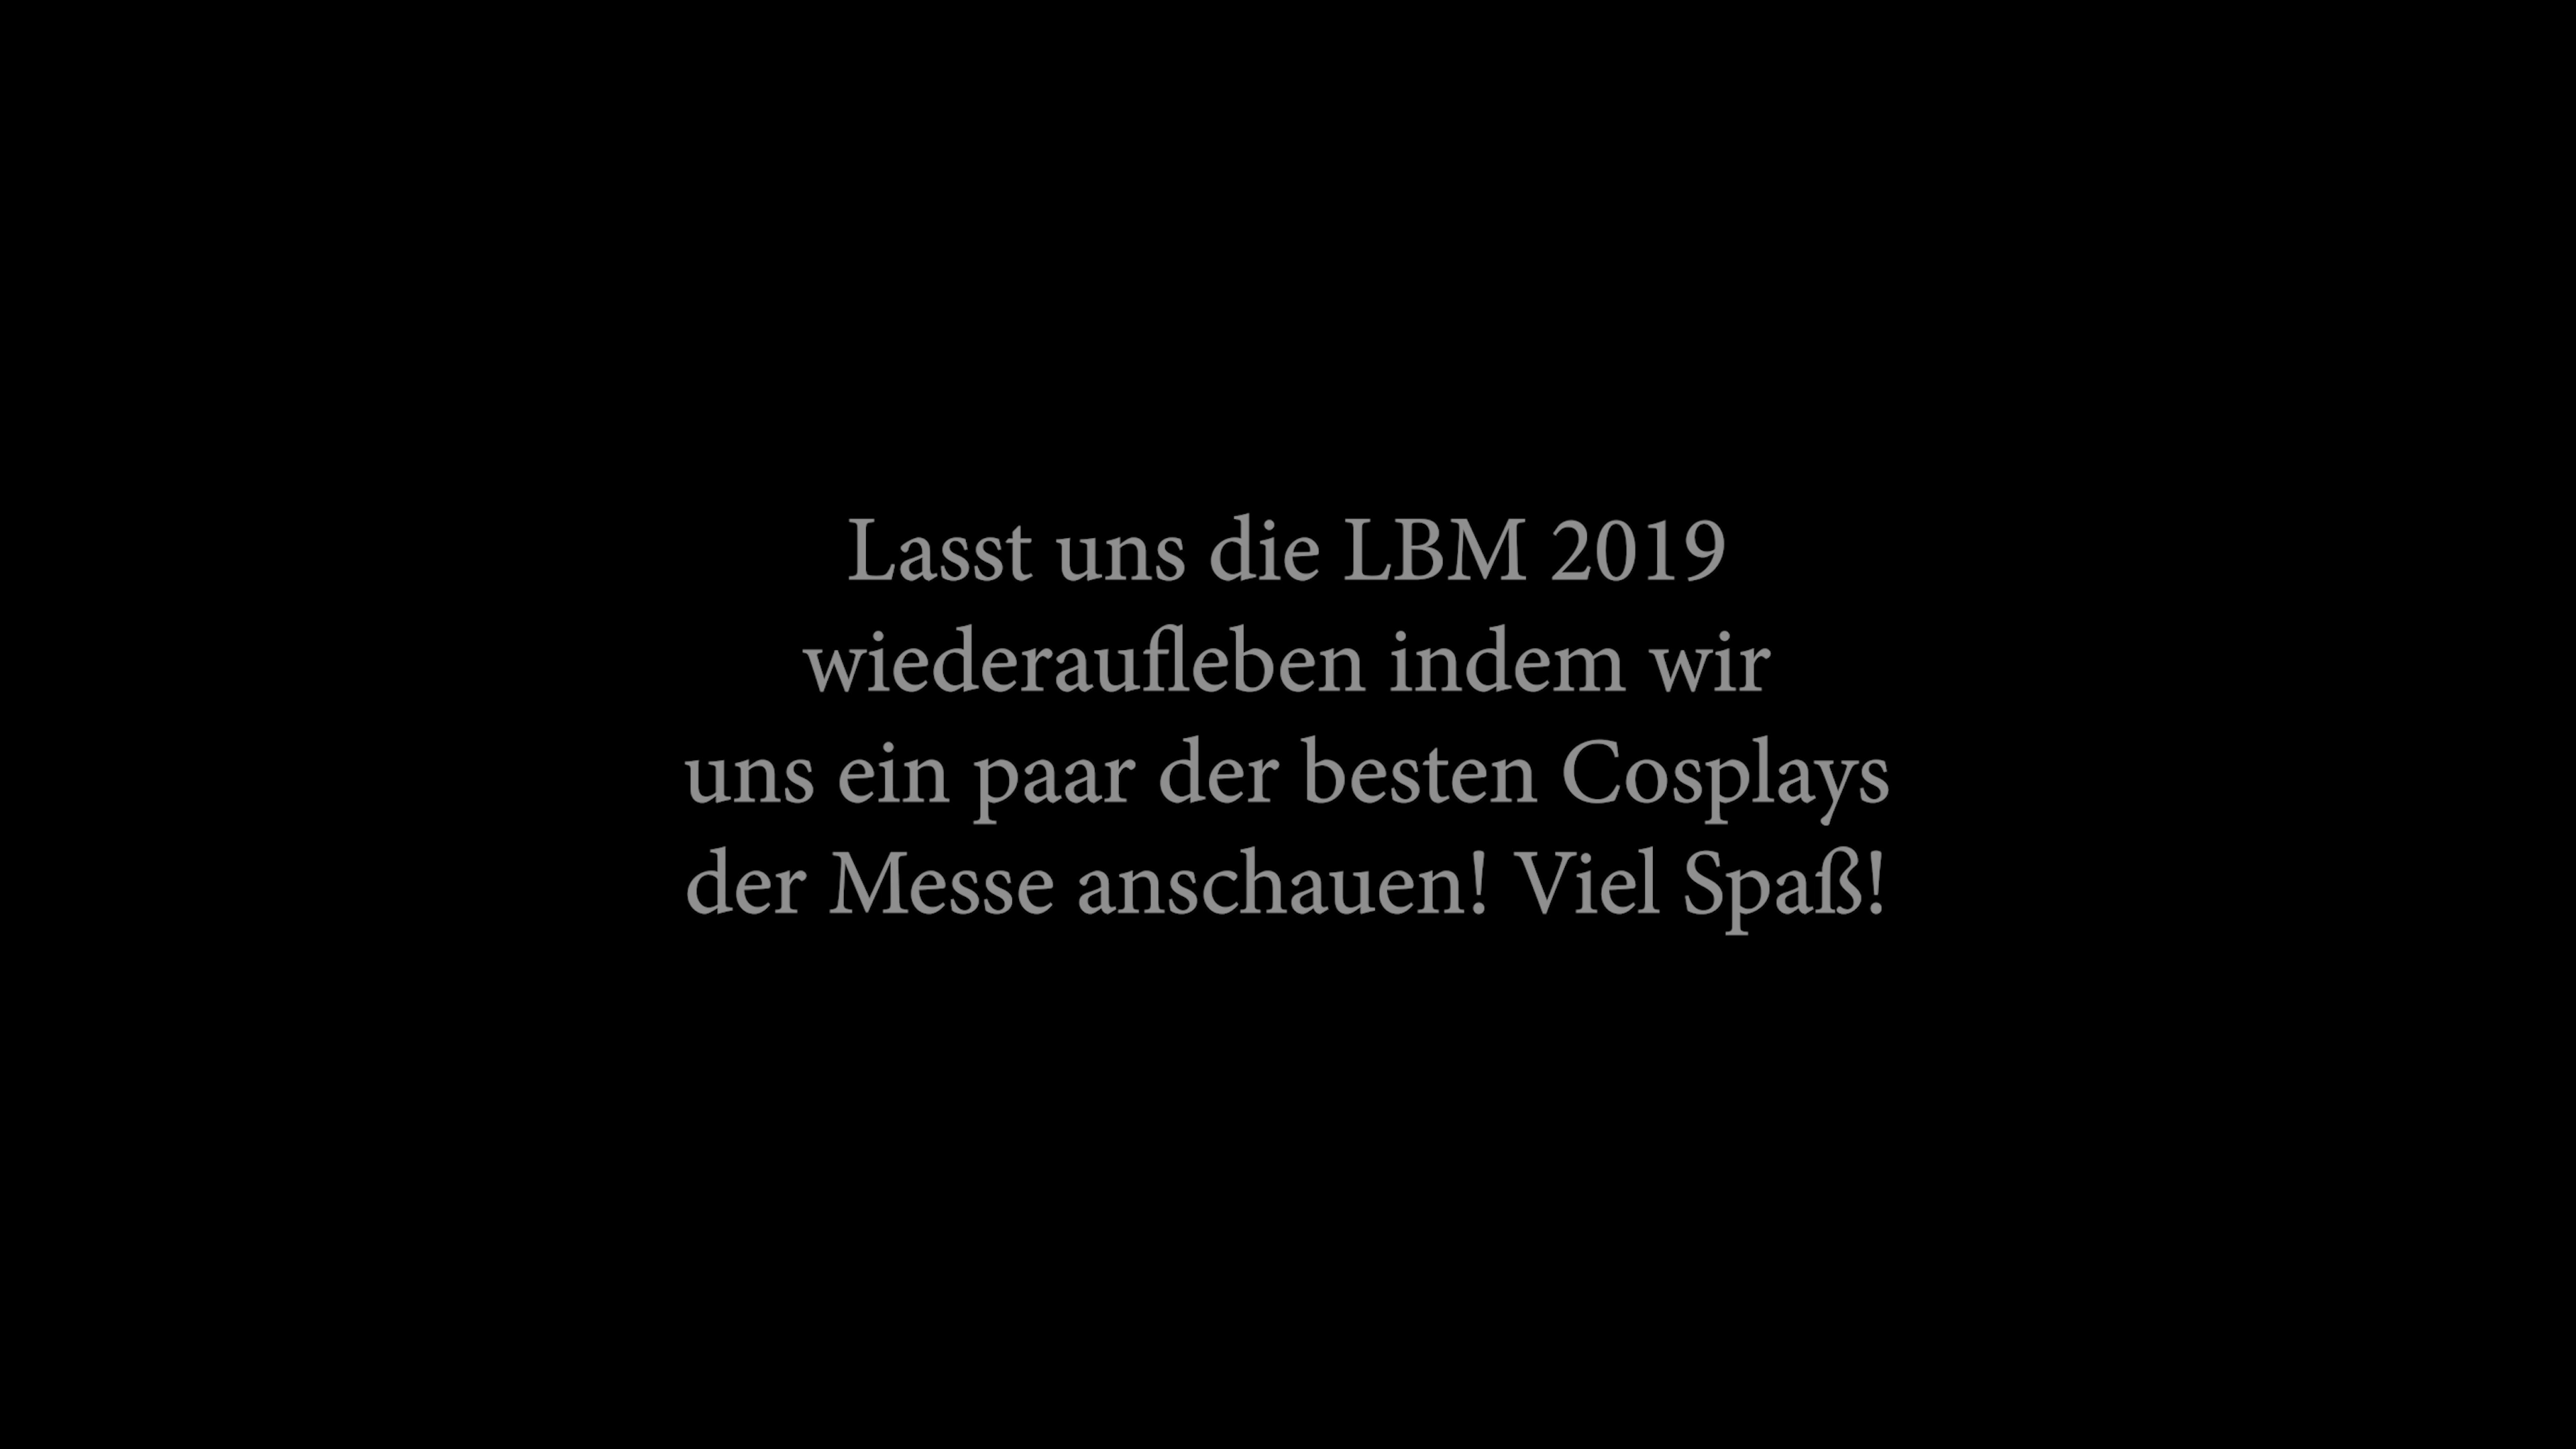 Lasst uns die LBM 2019
wiederaufleben indem wir
uns ein paar der besten Cosplays
der Messe anschauen! Viel Spaß!